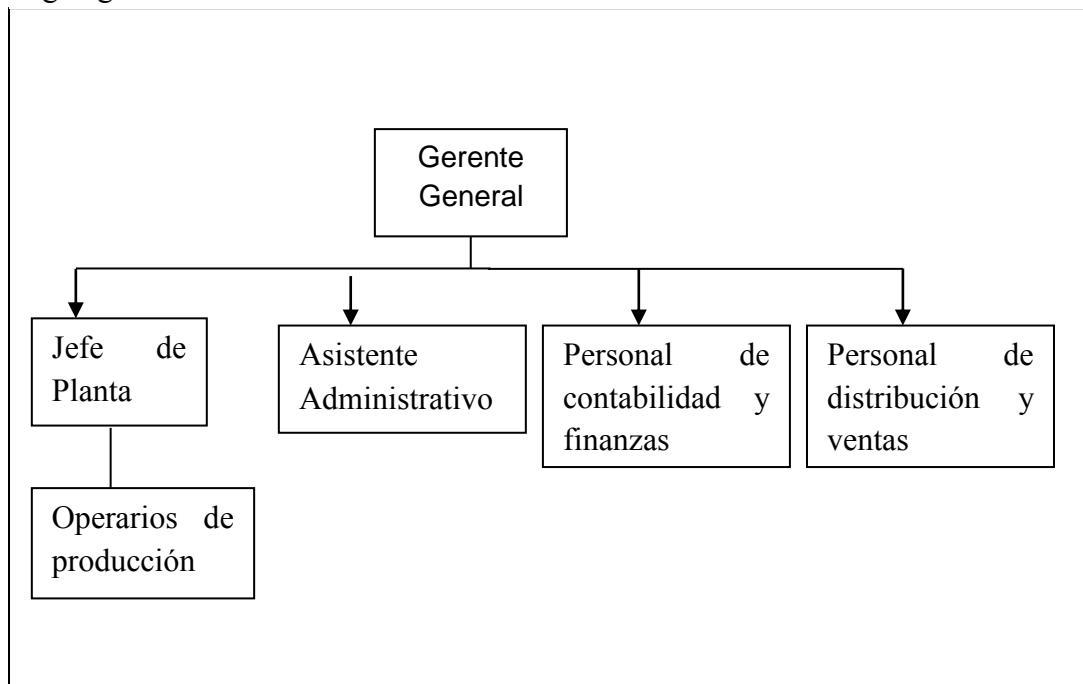 Gerente
General
Jefe de
Planta
Asistente
Administrativo
Personal de
contabilidad y
finanzas
Personal de
distribución y
ventas
Operarios de
producción